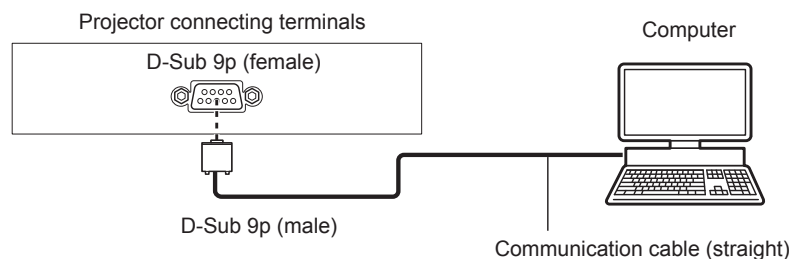 Projector connecting terminals
Computer
D-Sub 9p (female)
D-Sub 9p (male)
Communication cable (straight)